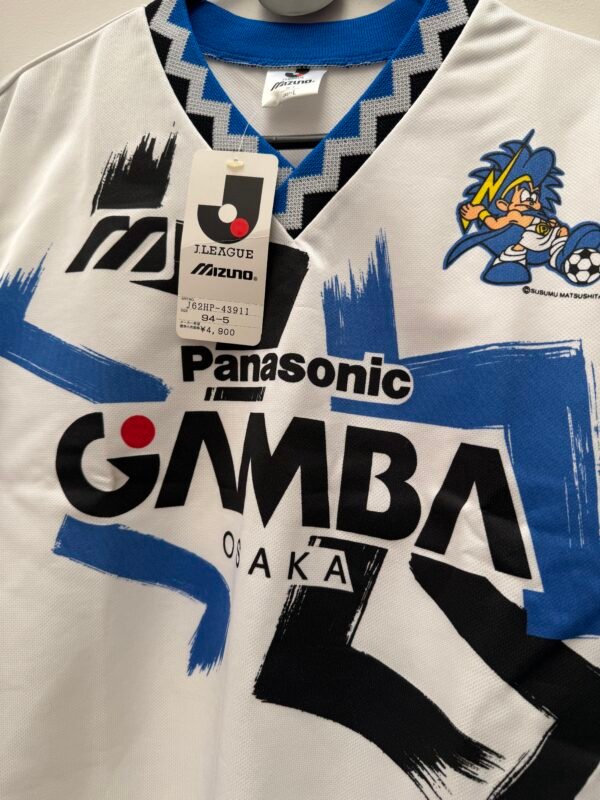 Mizuno
J.LEAGUE
Mizuno®
J62HP-43911
94-5
¥4,900
©SUSUMU MATSUSHITA
Panasonic
GAMBA
OSAKA